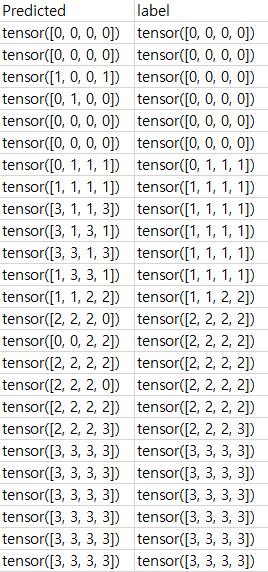 Predicted label
tensor([0, 0, 0, 0]) tensor([0, 0, 0, 0])
tensor([0, 0, 0, 0]) tensor([0, 0, 0, 0])
tensor([1, 0, 0, 1]) tensor([0, 0, 0, 0])
tensor([0, 1, 0, 0]) tensor([0, 0, 0, 0])
tensor([0, 0, 0, 0]) tensor([0, 0, 0, 0])
tensor([0, 0, 0, 0]) tensor([0, 0, 0, 0])
tensor([0, 1, 1, 1]) tensor([0, 1, 1, 1])
tensor([1, 1, 1, 1]) tensor([1, 1, 1, 1])
tensor([3, 1, 1, 3]) tensor([1, 1, 1, 1])
tensor([3, 1, 3, 1]) tensor([1, 1, 1, 1])
tensor([3, 3, 1, 3]) tensor([1, 1, 1, 1])
tensor([1, 3, 3, 1]) tensor([1, 1, 1, 1])
tensor([1, 1, 2, 2]) tensor([1, 1, 2, 2])
tensor([2, 2, 2, 0]) tensor([2, 2, 2, 2])
tensor([0, 0, 2, 2]) tensor([2, 2, 2, 2])
tensor([2, 2, 2, 2]) tensor([2, 2, 2, 2])
tensor([2, 2, 2, 0]) tensor([2, 2, 2, 2])
tensor([2, 2, 2, 2]) tensor([2, 2, 2, 2])
tensor([2, 2, 2, 3]) tensor([2, 2, 2, 3])
tensor([3, 3, 3, 3]) tensor([3, 3, 3, 3])
tensor([3, 3, 3, 3]) tensor([3, 3, 3, 3])
tensor([3, 3, 3, 3]) tensor([3, 3, 3, 3])
tensor([3, 3, 3, 3]) tensor([3, 3, 3, 3])
tensor([3, 3, 3, 3]) tensor([3, 3, 3, 3])
tensor([3, 3, 3, 3]) tensor([3, 3, 3, 3])